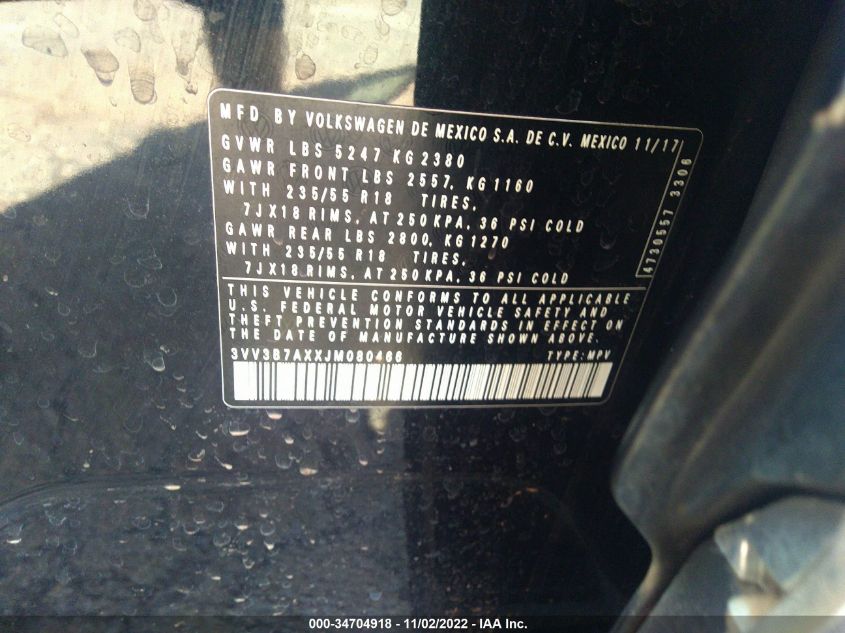 MFD BY VOLKSWAGEN DE MEXICO S.A. DE C.V. MEXICO 11/17
GVWR LBS 5247 KG 2380
GAWR FRONT LBS 2557, KG 1160
WITH 235/55 R18 TIRES,
7JX18 RIMS, AT 250 KPA, 36 PSI COLD
GAWR REAR LBS 2800, KG 1270
WITH 235/55 R18 TIRES,
7JX18 RIMS, AT 250 KPA, 36 PSI COLD
4730557 3306
THIS VEHICLE CONFORMS TO ALL APPLICABLE
U.S. FEDERAL MOTOR VEHICLE SAFETY AND
THEFT PREVENTION STANDARDS IN EFFECT ON
THE DATE OF MANUFACTURE SHOWN ABOVE.
3VV3B7AXXJM080466 TYPE: MPV
000-34704918 - 11/02/2022 - IAA Inc.